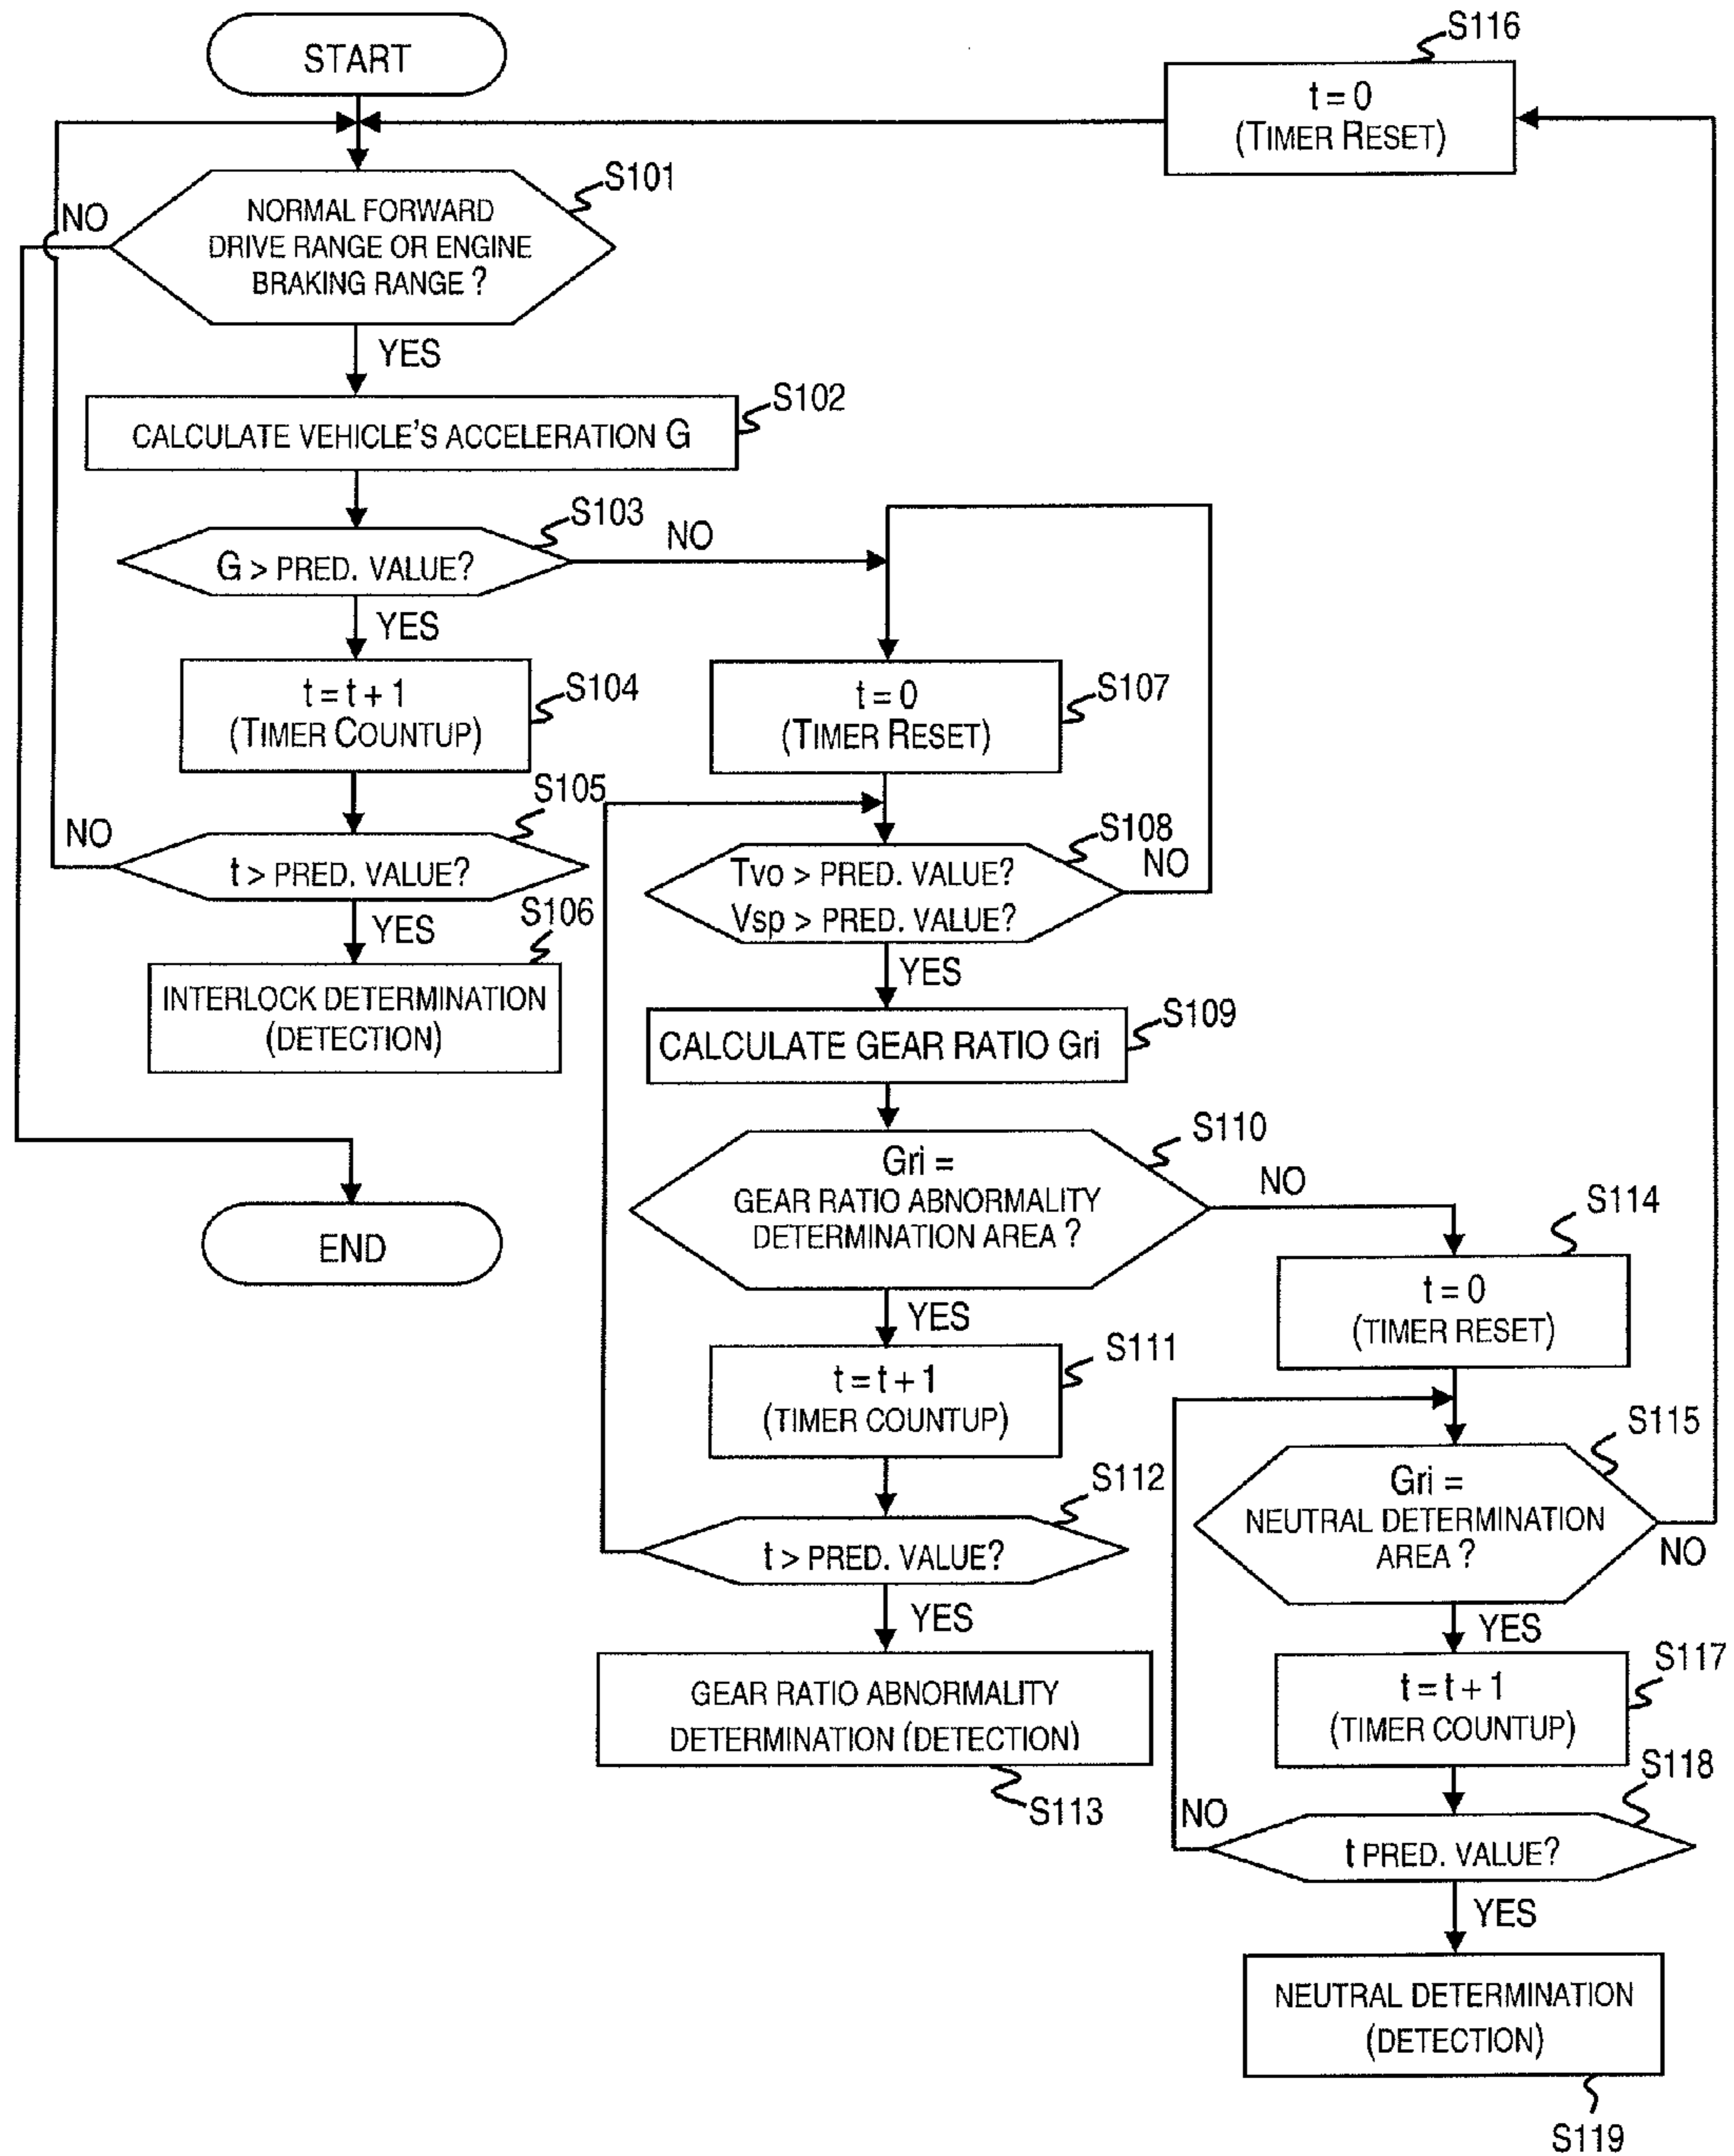 START
S116
t = 0
(TIMER RESET)
S101
NORMAL FORWARD
DRIVE RANGE OR ENGINE
BRAKING RANGE ?
NO
YES
S102
CALCULATE VEHICLE'S ACCELERATION G
S103
G > PRED. VALUE?
NO
YES
S104
t = t + 1
(TIMER COUNTUP)
S107
t = 0
(TIMER RESET)
S105
t > PRED. VALUE?
NO
YES
S106
INTERLOCK DETERMINATION
(DETECTION)
S108
Tvo > PRED. VALUE?
Vsp > PRED. VALUE?
NO
YES
S109
CALCULATE GEAR RATIO Gri
S110
Gri =
GEAR RATIO ABNORMALITY
DETERMINATION AREA ?
NO
YES
END
S114
t = 0
(TIMER RESET)
S111
t = t + 1
(TIMER COUNTUP)
S112
t > PRED. VALUE?
YES
S115
Gri =
NEUTRAL DETERMINATION
AREA ?
NO
YES
GEAR RATIO ABNORMALITY
DETERMINATION (DETECTION)
S113
S117
t = t + 1
(TIMER COUNTUP)
S118
t PRED. VALUE?
NO
YES
NEUTRAL DETERMINATION
(DETECTION)
S119